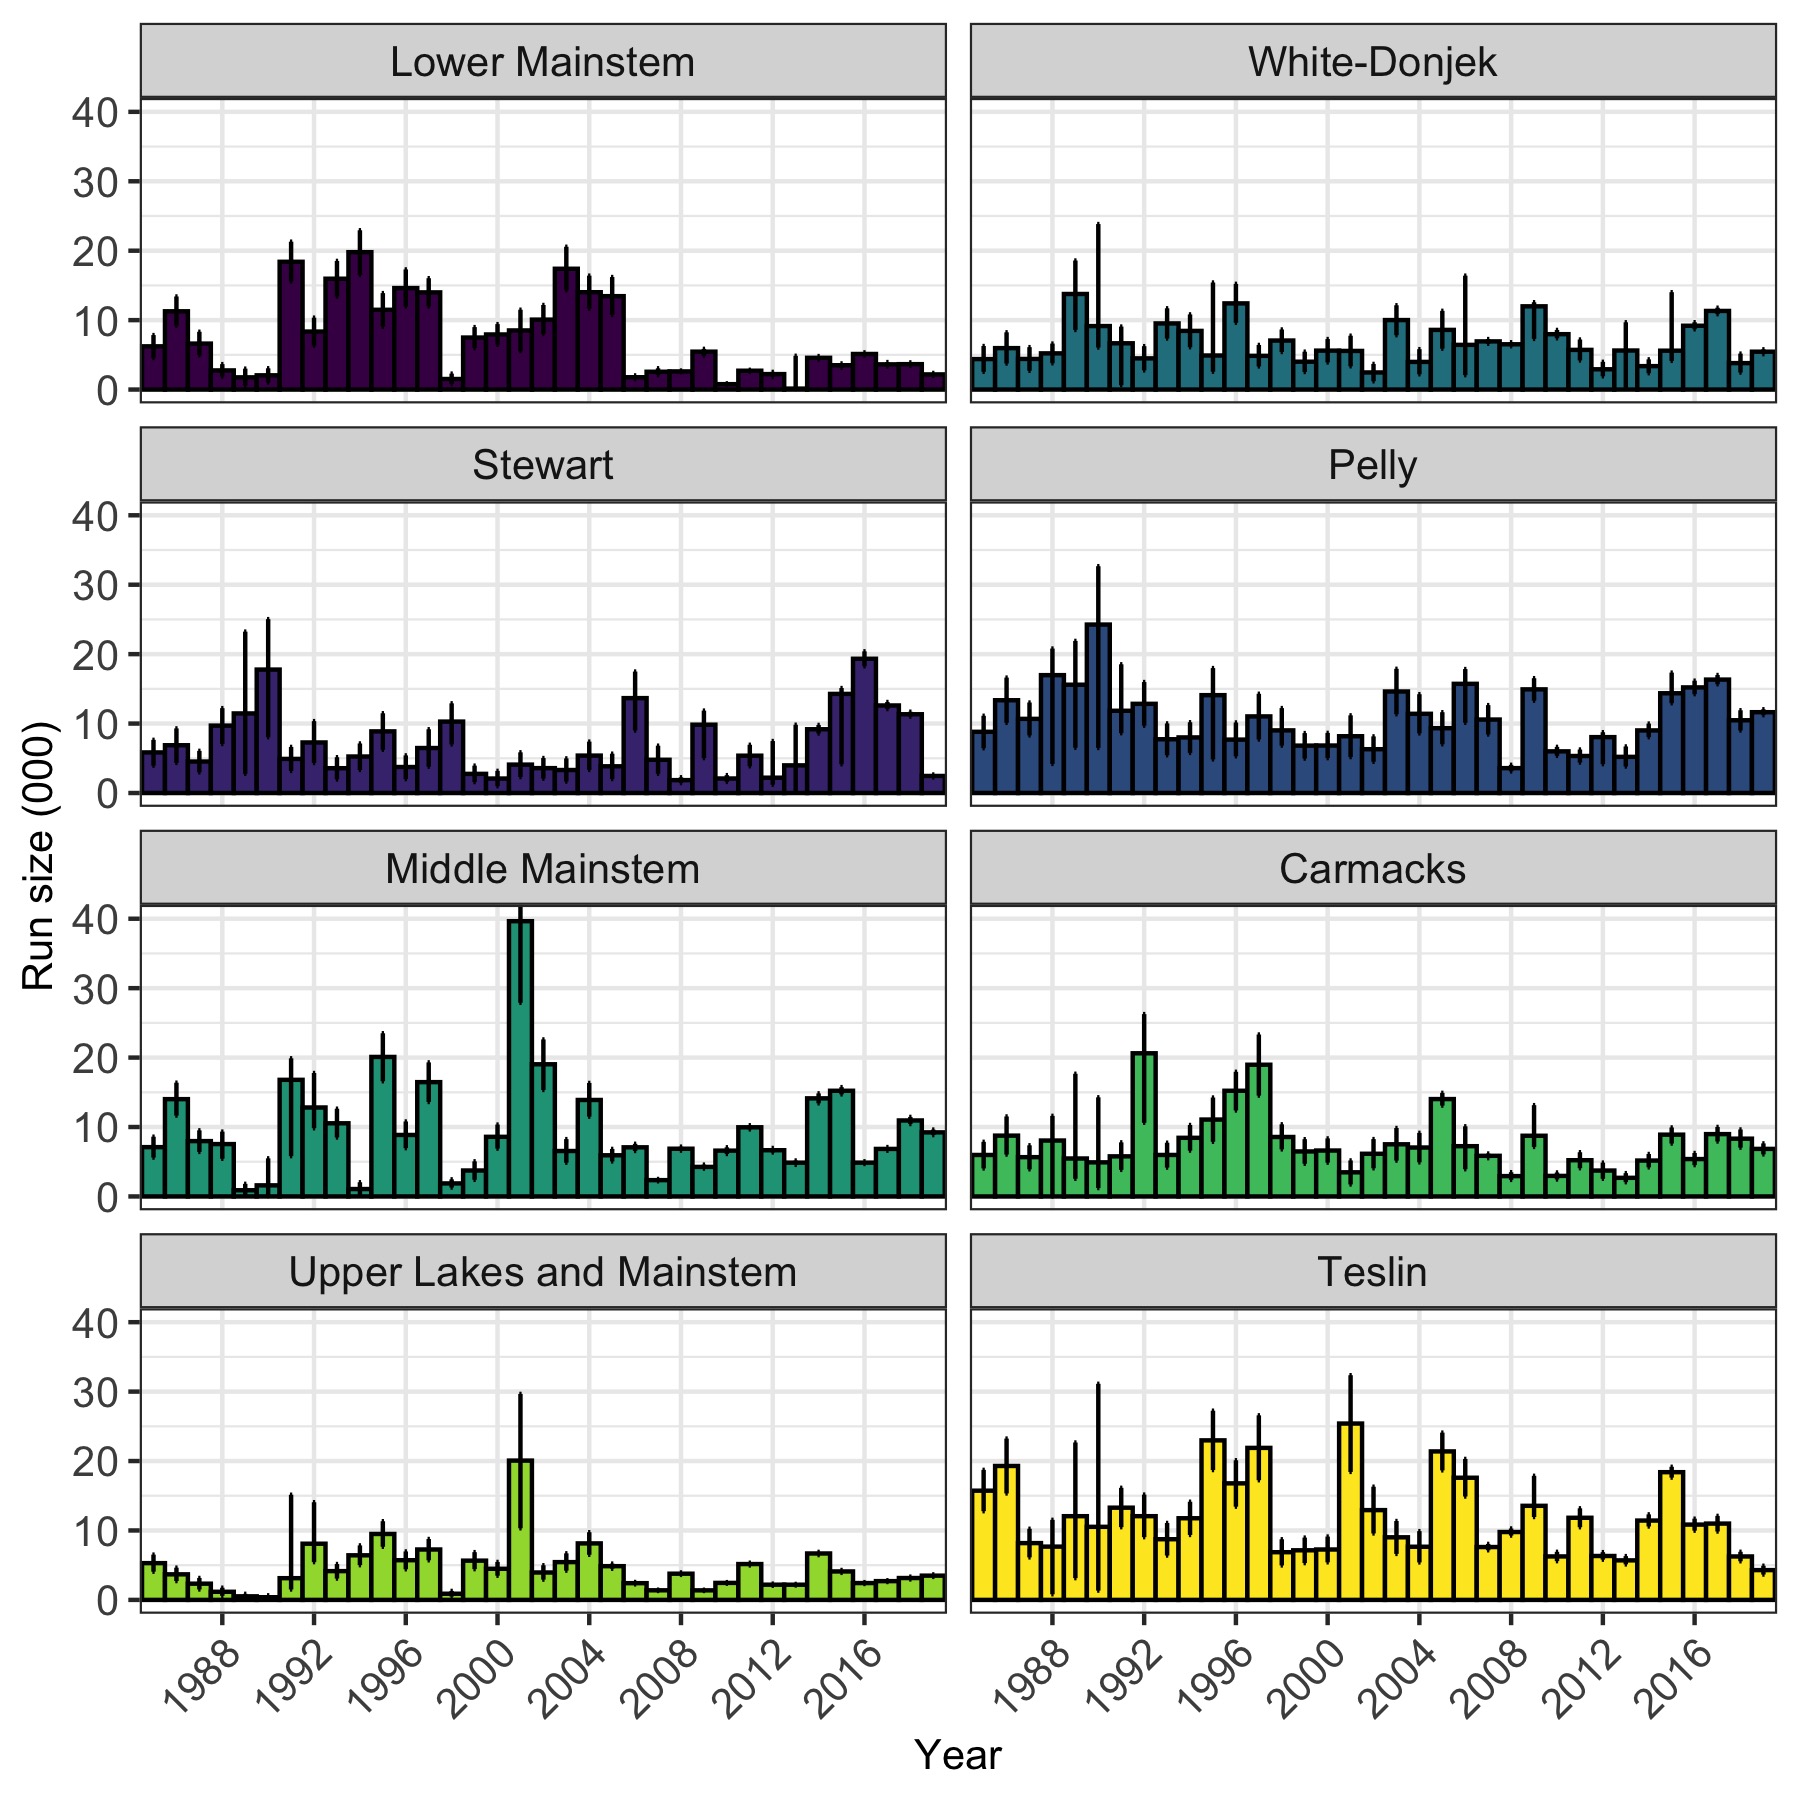 Lower Mainstem
White-Donjek
40
30
20
10
0
Stewart
Pelly
40
30
20
10
0
Run size (000)
Middle Mainstem
Carmacks
40
30
20
10
0
Upper Lakes and Mainstem
Teslin
40
30
20
10
0
1988 1992 1996 2000 2004 2008 2012 2016
1988 1992 1996 2000 2004 2008 2012 2016
Year